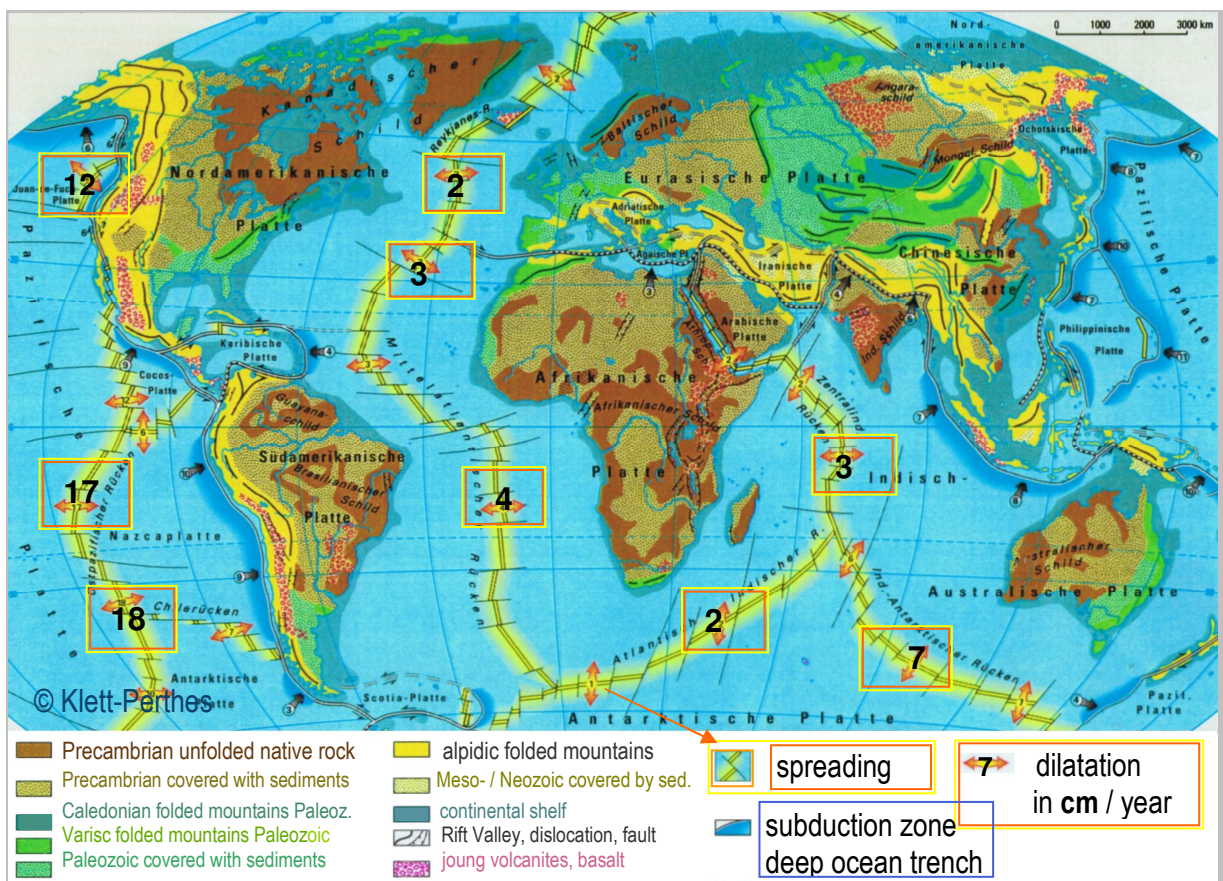 Nord-
amerikanische
Platte
0 1000 2000 3000 km
Kanadischer
Schild
Reykjanes-R.
Baltischer
Schild
Angara-
schild
Ochotskische
Platte
Mongol. Schild
12
Juan-de-Fuca
Platte
Nordamerikanische
Platte
2
Eurasische Platte
Adriatische
Platte
Pazifische Platte
3
Ägäische Pl.
Iranische
Platte
Chinesische
Platte
Pazifische
Platte
Karibische
Platte
Cocos-
Platte
Mittelatlantischer
Rücken
Afrikanische
Platte
Afrikanischer Schild
Arabische
Platte
Ind. Schild
Philippinische
Platte
Zentralind.
Rücken
Guayana-
schild
Südamerikanische
Platte
Brasilianischer
Schild
17
Ostpazifischer Rücken
Nazcaplatte
4
3
Indisch-
Australische Platte
Australischer
Schild
18
Chilerücken
2
Atlantisch-Indischer R.
7
Ind.-Antarktischer Rücken
Antarktische
Platte
© Klett-Perthes
Scotia-Platte
Antarktische Platte
Pazif.
Platte
Precambrian unfolded native rock
Precambrian covered with sediments
Caledonian folded mountains Paleoz.
Varisc folded mountains Paleozoic
Paleozoic covered with sediments
alpidic folded mountains
Meso- / Neozoic covered by sed.
continental shelf
Rift Valley, dislocation, fault
joung volcanites, basalt
spreading
subduction zone
deep ocean trench
7 dilatation
in cm / year